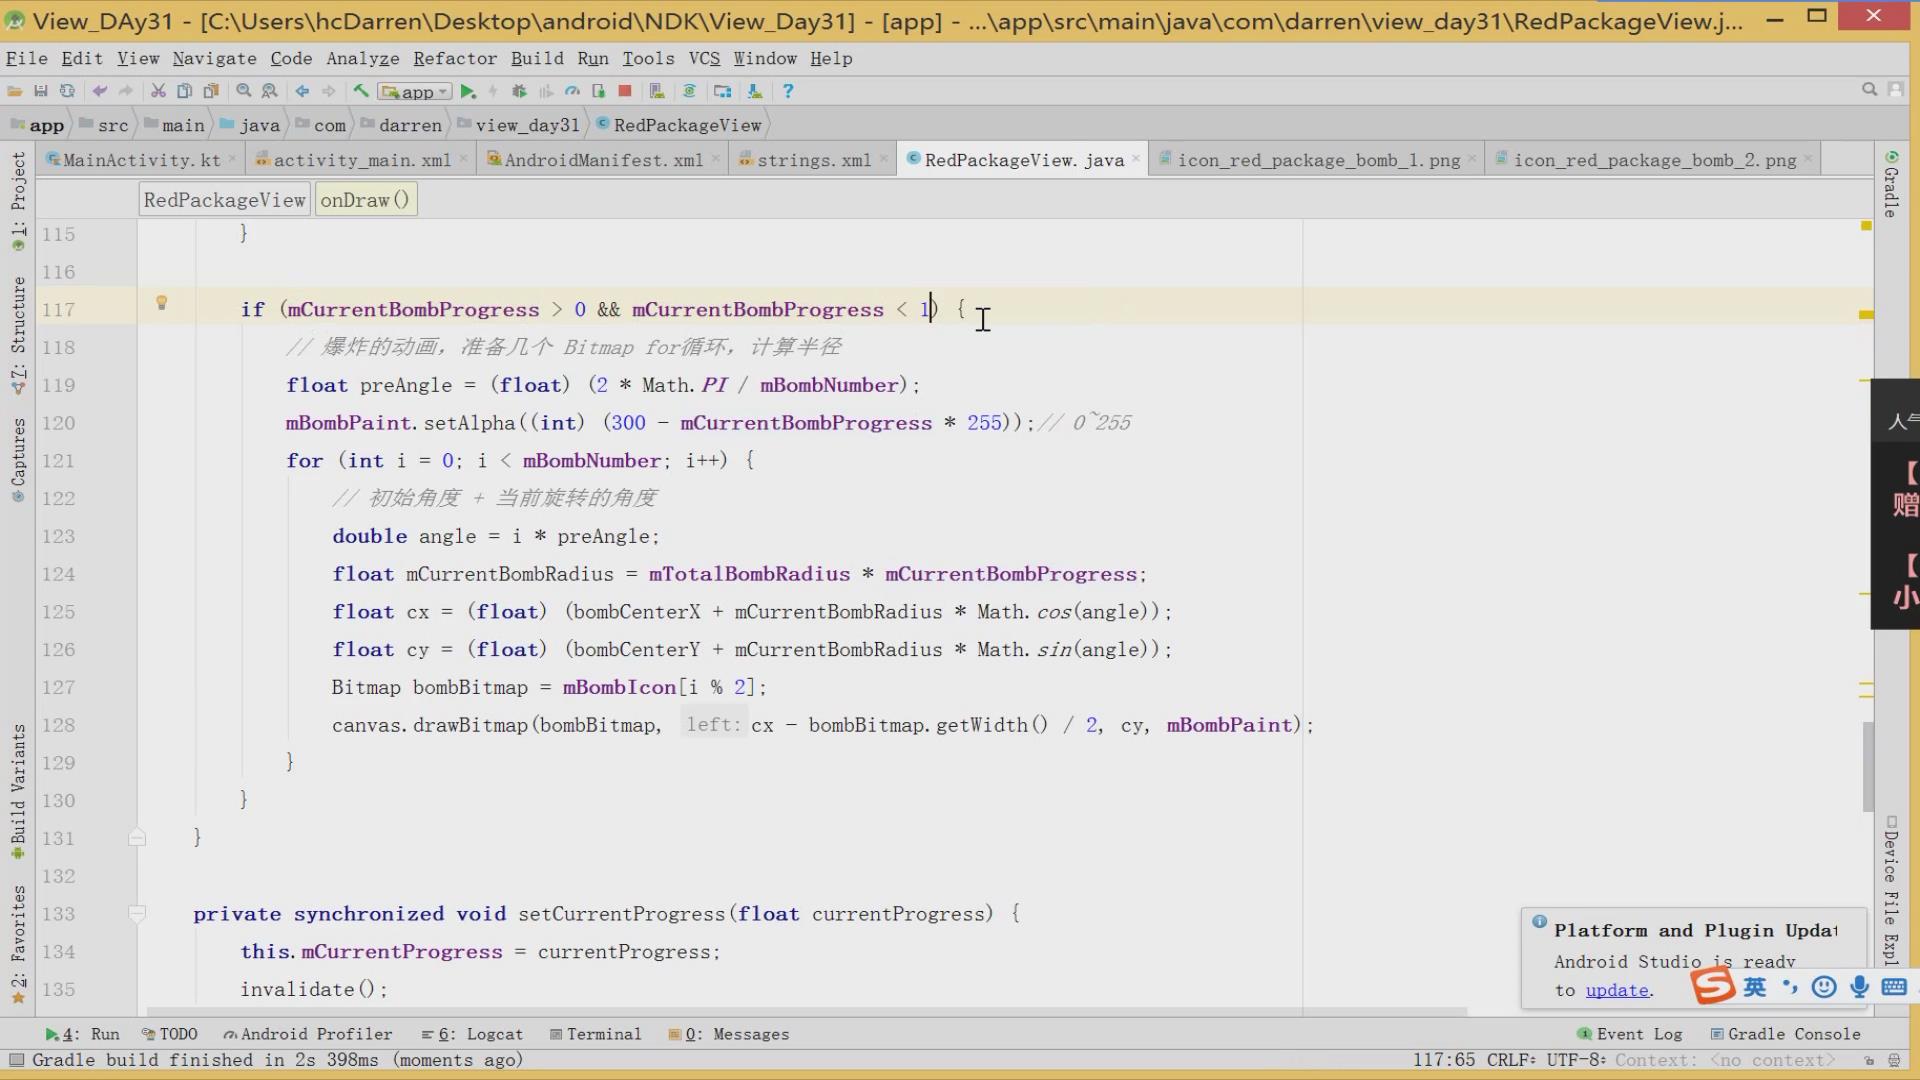 View_DAy31 - [C:\Users\hcDarren\Desktop\android\NDK\View_Day31] - [app] - ...\app\src\main\java\com\darren\view_day31\RedPackageView.j...
File Edit View Navigate Code Analyze Refactor Build Run Tools VCS Window Help
app
app src main java com darren view_day31 RedPackageView
MainActivity.kt activity_main.xml AndroidManifest.xml strings.xml RedPackageView.java icon_red_package_bomb_1.png icon_red_package_bomb_2.png
RedPackageView onDraw()
115 }
116
117 if (mCurrentBombProgress > 0 && mCurrentBombProgress < 1) {
118 // 爆炸的动画，准备几个 Bitmap for循环，计算半径
119 float preAngle = (float) (2 * Math.PI / mBombNumber);
120 mBombPaint.setAlpha((int) (300 - mCurrentBombProgress * 255));// 0~255
121 for (int i = 0; i < mBombNumber; i++) {
122 // 初始角度 + 当前旋转的角度
123 double angle = i * preAngle;
124 float mCurrentBombRadius = mTotalBombRadius * mCurrentBombProgress;
125 float cx = (float) (bombCenterX + mCurrentBombRadius * Math.cos(angle));
126 float cy = (float) (bombCenterY + mCurrentBombRadius * Math.sin(angle));
127 Bitmap bombBitmap = mBombIcon[i % 2];
128 canvas.drawBitmap(bombBitmap, left: cx - bombBitmap.getWidth() / 2, cy, mBombPaint);
129 }
130 }
131 }
132
133 private synchronized void setCurrentProgress(float currentProgress) {
134 this.mCurrentProgress = currentProgress;
135 invalidate();
1: Project
7: Structure
Captures
Build Variants
2: Favorites
Gradle
Device File Expl
人气
【
赠
【
小
Platform and Plugin Updat
Android Studio is ready
to update.
英
4: Run TODO Android Profiler 6: Logcat Terminal 0: Messages Event Log Gradle Console
Gradle build finished in 2s 398ms (moments ago) 117:65 CRLF UTF-8 Context: <no context>